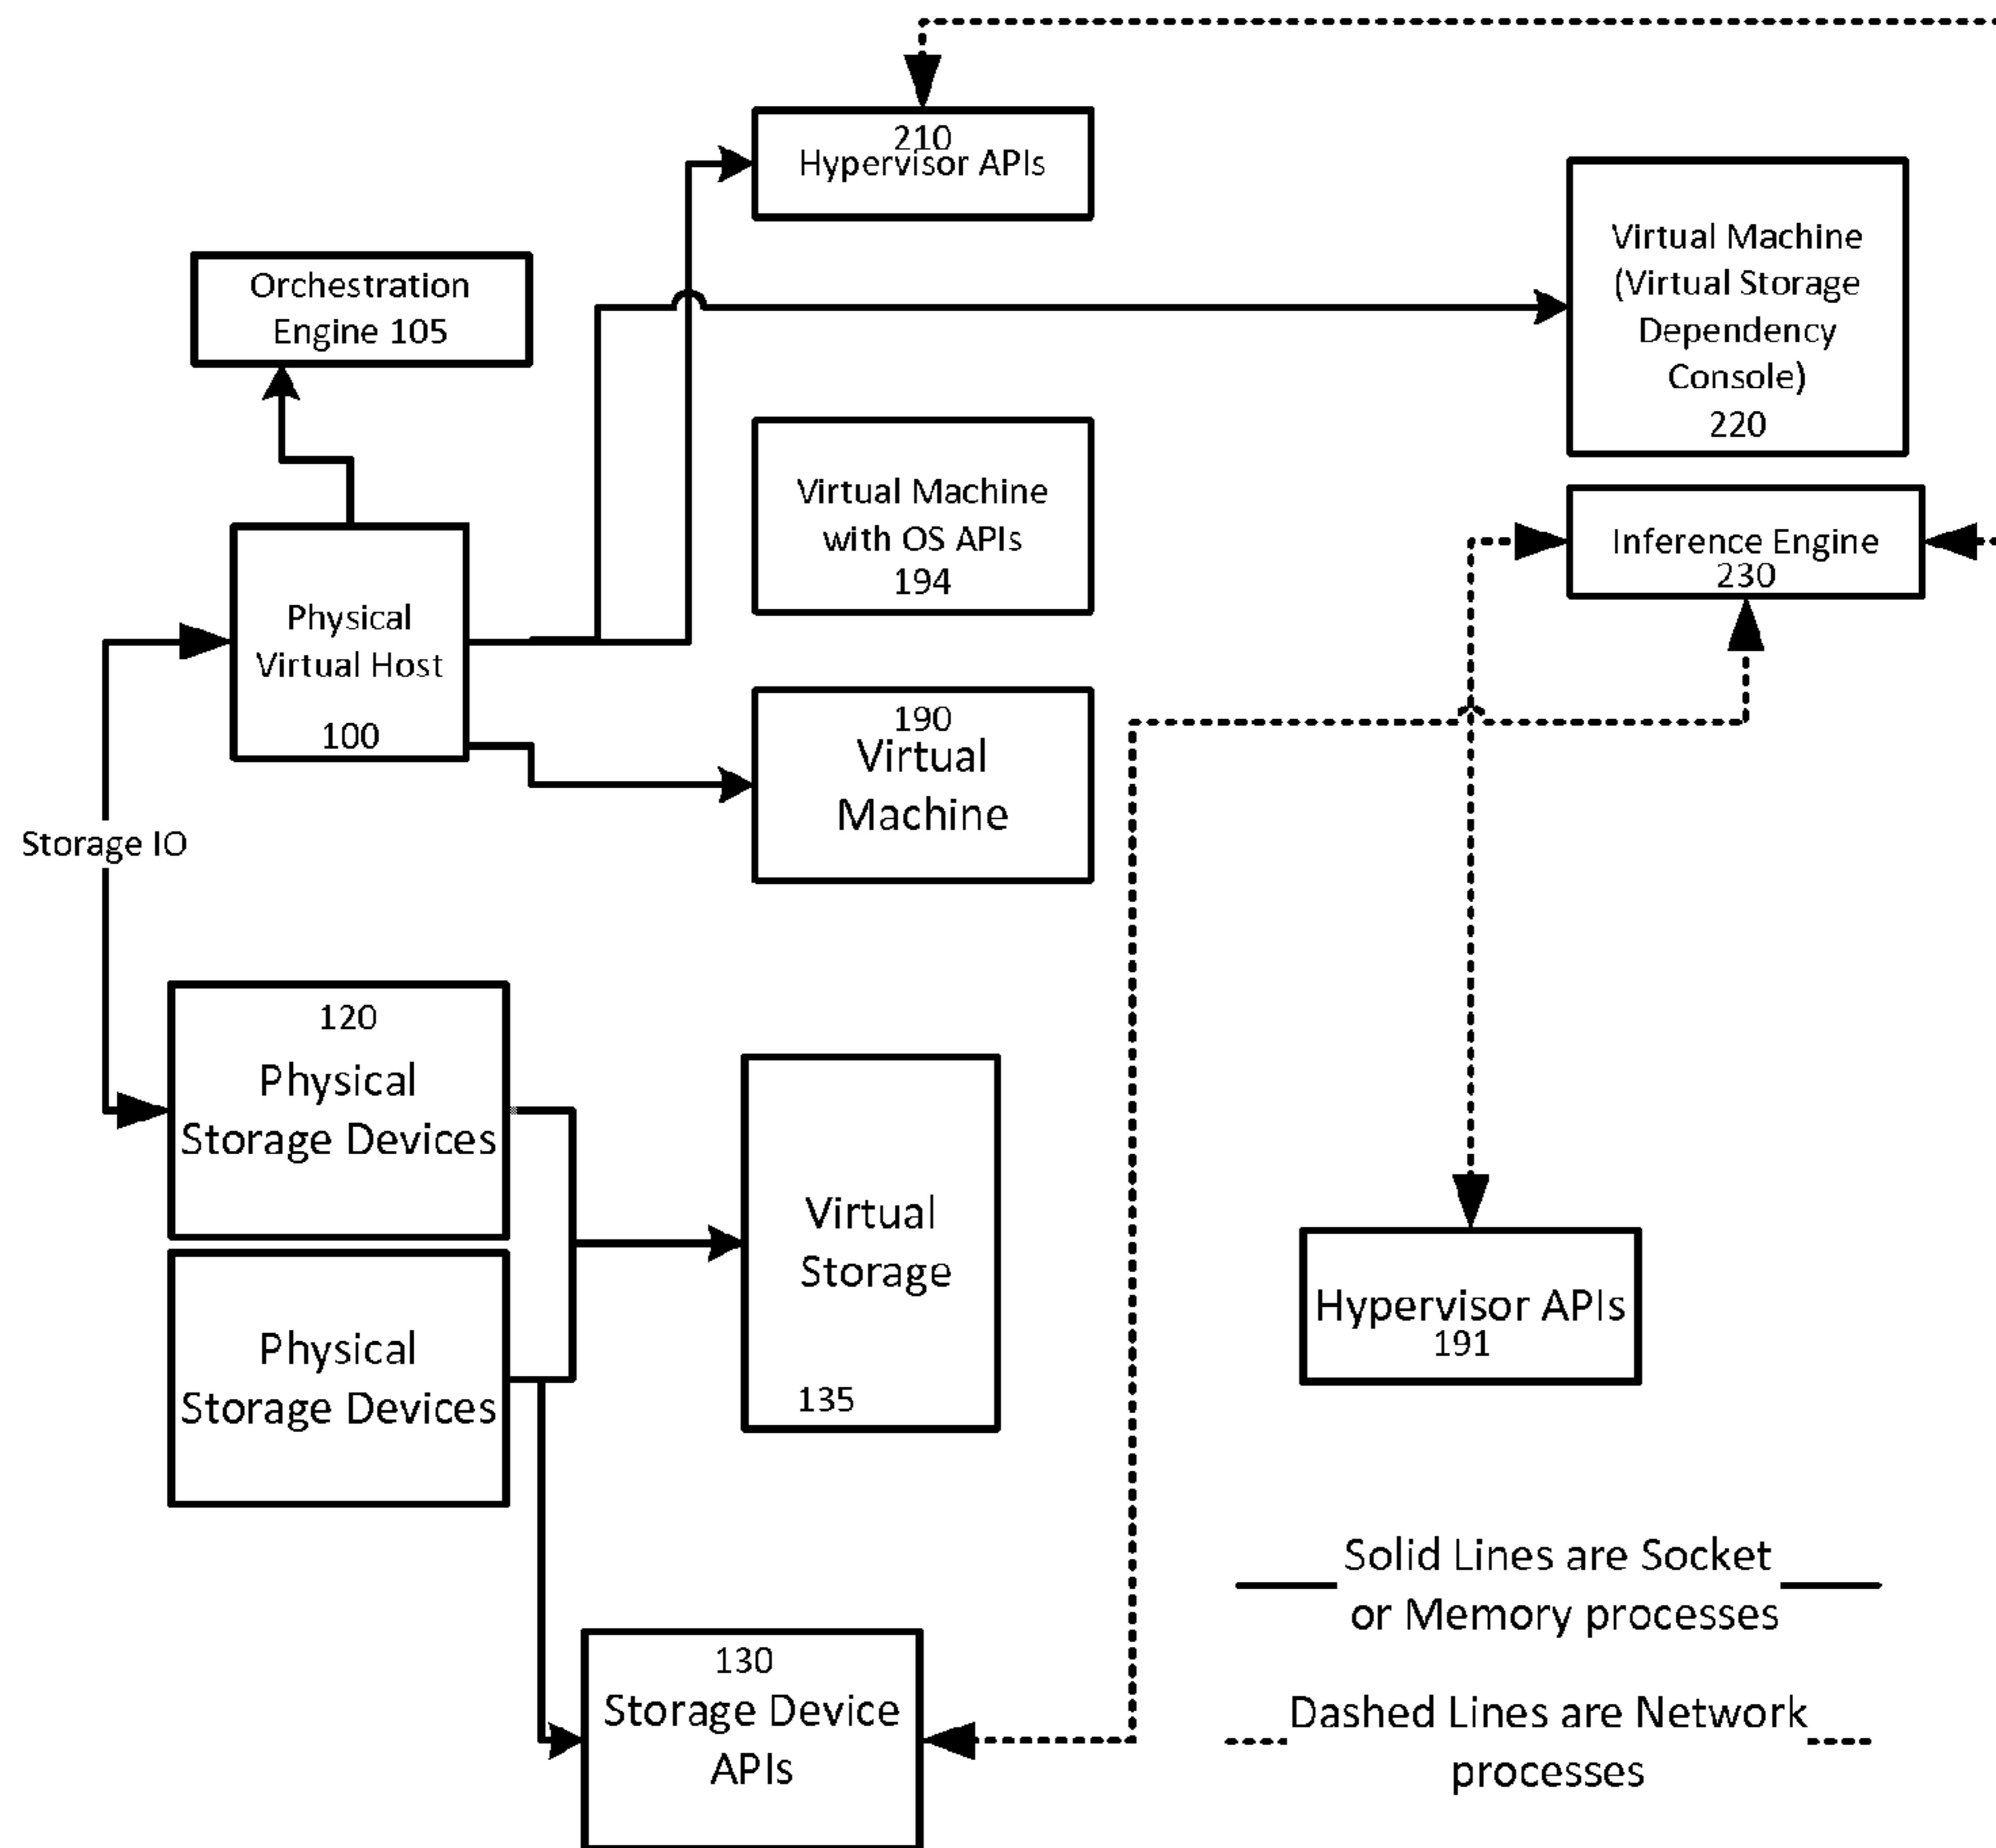 210
Hypervisor APIs
Virtual Machine
(Virtual Storage
Dependency
Console)
220
Orchestration
Engine 105
Virtual Machine
with OS APIs
194
Inference Engine
230
Physical
Virtual Host
100
190
Virtual
Machine
Storage IO
120
Physical
Storage Devices
Virtual
Storage
135
Physical
Storage Devices
Hypervisor APIs
191
Solid Lines are Socket
or Memory processes
130
Storage Device
APIs
Dashed Lines are Network
processes